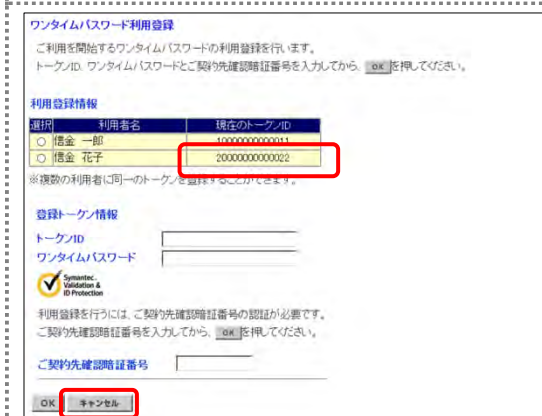 ワンタイムパスワード利用登録
ご利用を開始するワンタイムパスワードの利用登録を行います。
トークンID、ワンタイムパスワードとご契約先確認暗証番号を入力してから、 OK を押してください。
利用登録情報
選択 利用者名 現在のトークンID
信金 一郎 10000000000011
信金 花子 20000000000022
※複数の利用者に同一のトークンを登録することができます。
登録トークン情報
トークンID
ワンタイムパスワード
Symantec.
Validation &
ID Protection
利用登録を行うには、ご契約先確認暗証番号の認証が必要です。
ご契約先確認暗証番号を入力してから、 OK を押してください。
ご契約先確認暗証番号
OK キャンセル